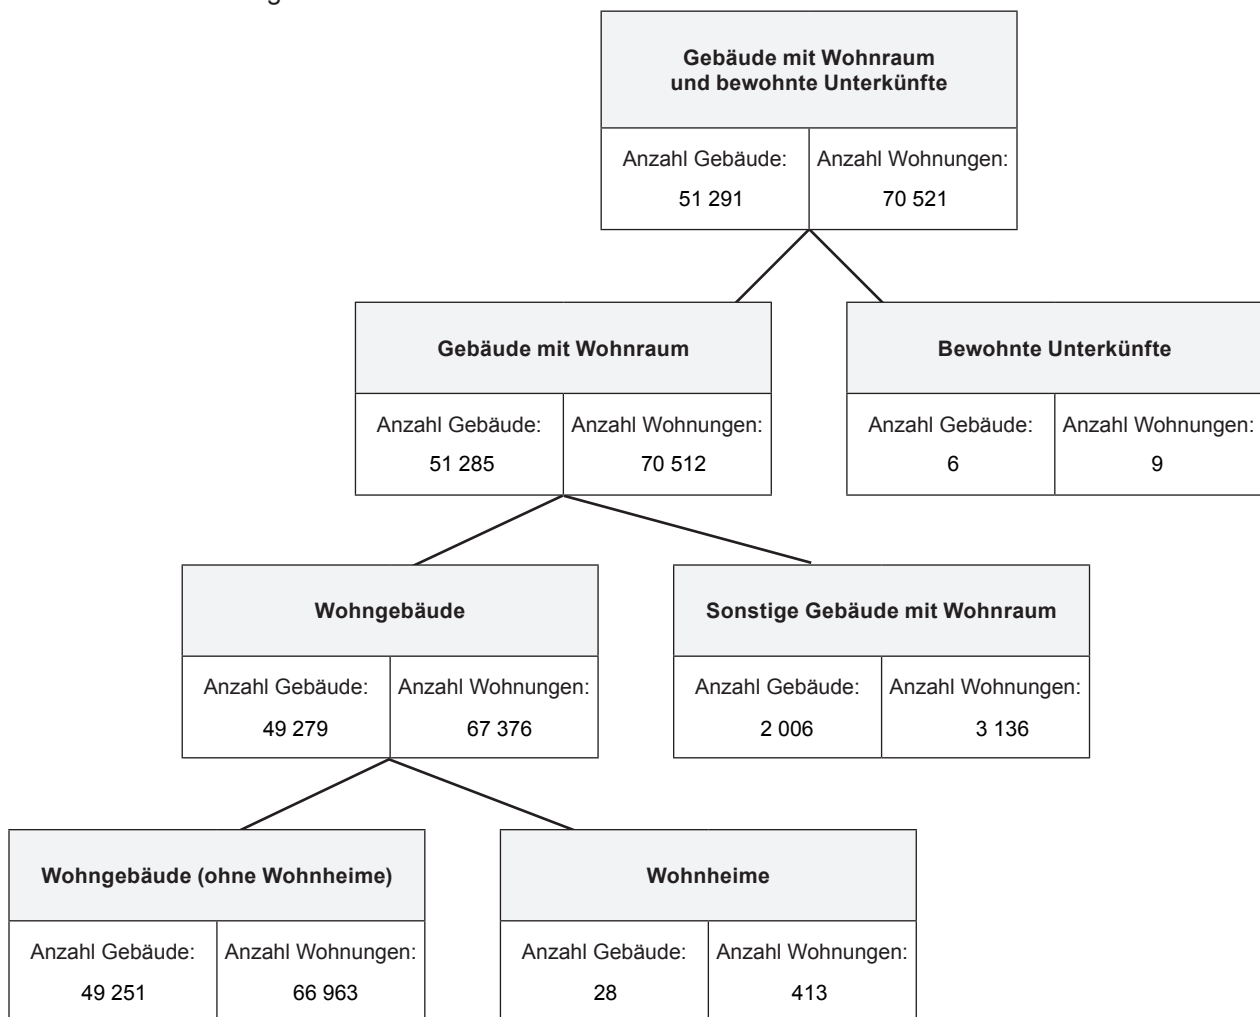 Gebäude mit Wohnraum
und bewohnte Unterkünfte
Anzahl Gebäude: Anzahl Wohnungen:
51 291 70 521
Gebäude mit Wohnraum Bewohnte Unterkünfte
Anzahl Gebäude: Anzahl Wohnungen: Anzahl Gebäude: Anzahl Wohnungen:
51 285 70 512 6 9
Wohngebäude Sonstige Gebäude mit Wohnraum
Anzahl Gebäude: Anzahl Wohnungen: Anzahl Gebäude: Anzahl Wohnungen:
49 279 67 376 2 006 3 136
Wohngebäude (ohne Wohnheime) Wohnheime
Anzahl Gebäude: Anzahl Wohnungen: Anzahl Gebäude: Anzahl Wohnungen:
49 251 66 963 28 413